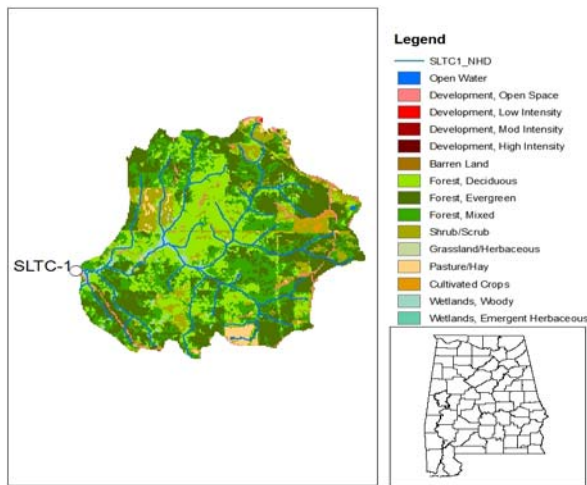 SLTC-1
Legend
SLTC1_NHD
Open Water
Development, Open Space
Development, Low Intensity
Development, Mod Intensity
Development, High Intensity
Barren Land
Forest, Deciduous
Forest, Evergreen
Forest, Mixed
Shrub/Scrub
Grassland/Herbaceous
Pasture/Hay
Cultivated Crops
Wetlands, Woody
Wetlands, Emergent Herbaceous